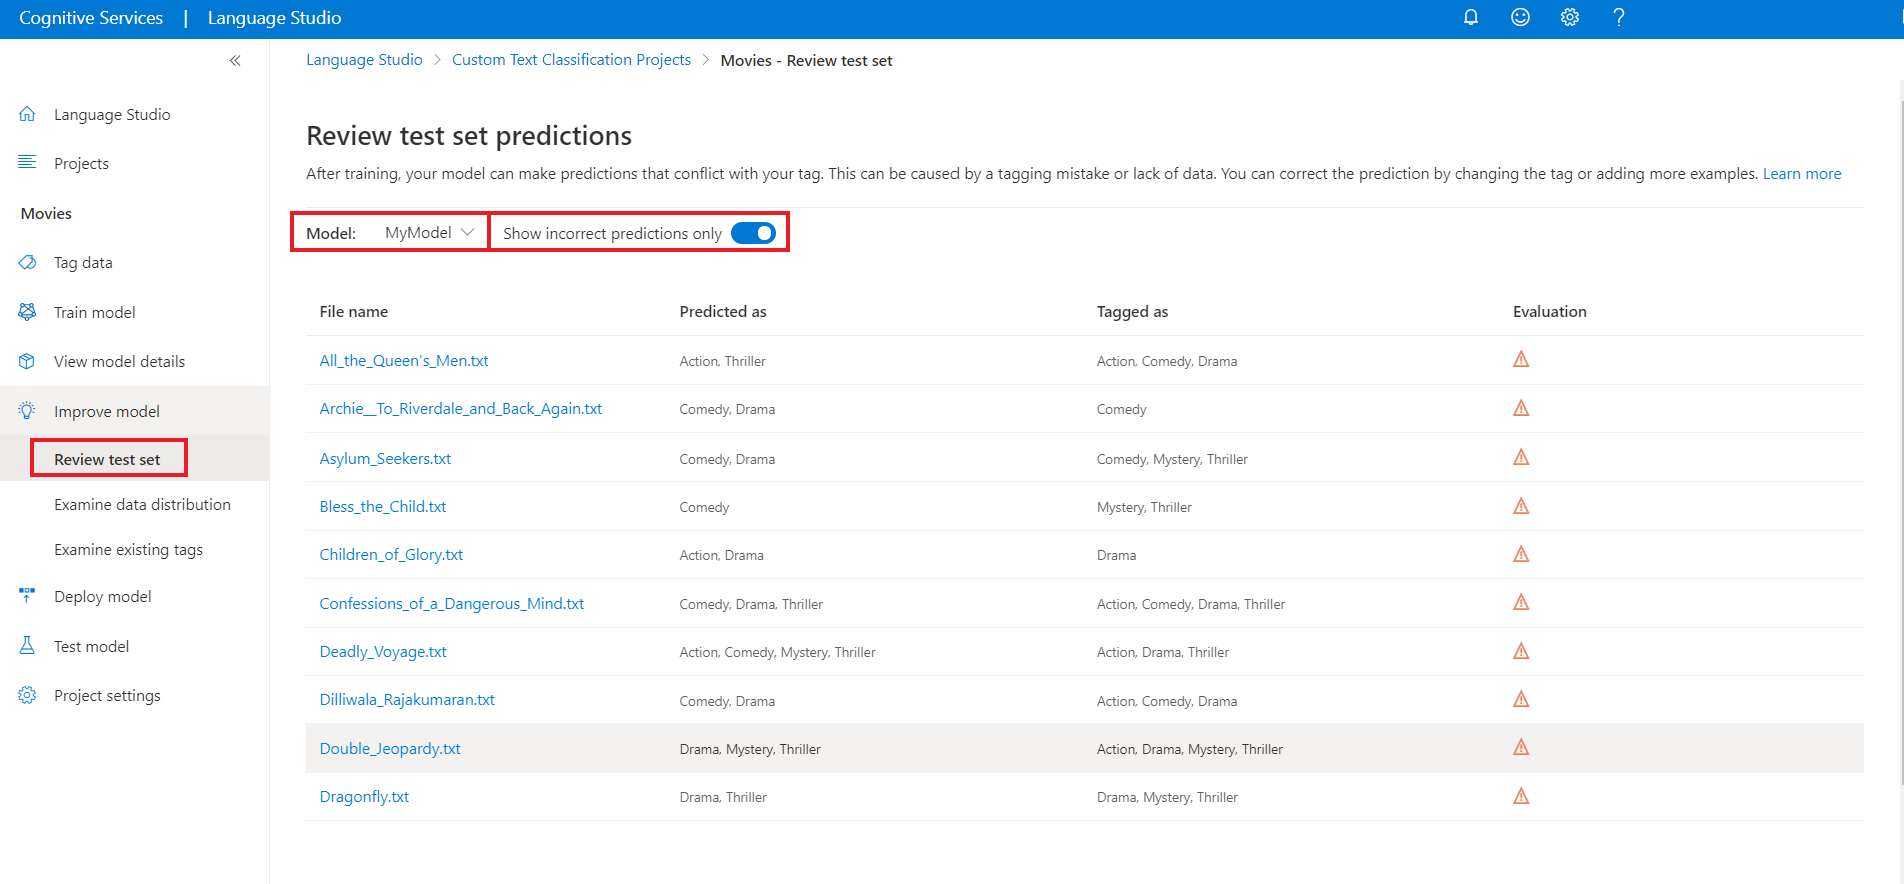 Cognitive Services | Language Studio
Language Studio > Custom Text Classification Projects > Movies - Review test set
Language Studio
Projects
Movies
Tag data
Train model
View model details
Improve model
Review test set
Examine data distribution
Examine existing tags
Deploy model
Test model
Project settings
Review test set predictions
After training, your model can make predictions that conflict with your tag. This can be caused by a tagging mistake or lack of data. You can correct the prediction by changing the tag or adding more examples. Learn more
Model: MyModel Show incorrect predictions only
File name Predicted as Tagged as Evaluation
All_the_Queen's_Men.txt Action, Thriller Action, Comedy, Drama
Archie__To_Riverdale_and_Back_Again.txt Comedy, Drama Comedy
Asylum_Seekers.txt Comedy, Drama Comedy, Mystery, Thriller
Bless_the_Child.txt Comedy Mystery, Thriller
Children_of_Glory.txt Action, Drama Drama
Confessions_of_a_Dangerous_Mind.txt Comedy, Drama, Thriller Action, Comedy, Drama, Thriller
Deadly_Voyage.txt Action, Comedy, Mystery, Thriller Action, Drama, Thriller
Dilliwala_Rajakumaran.txt Comedy, Drama Action, Comedy, Drama
Double_Jeopardy.txt Drama, Mystery, Thriller Action, Drama, Mystery, Thriller
Dragonfly.txt Drama, Thriller Drama, Mystery, Thriller